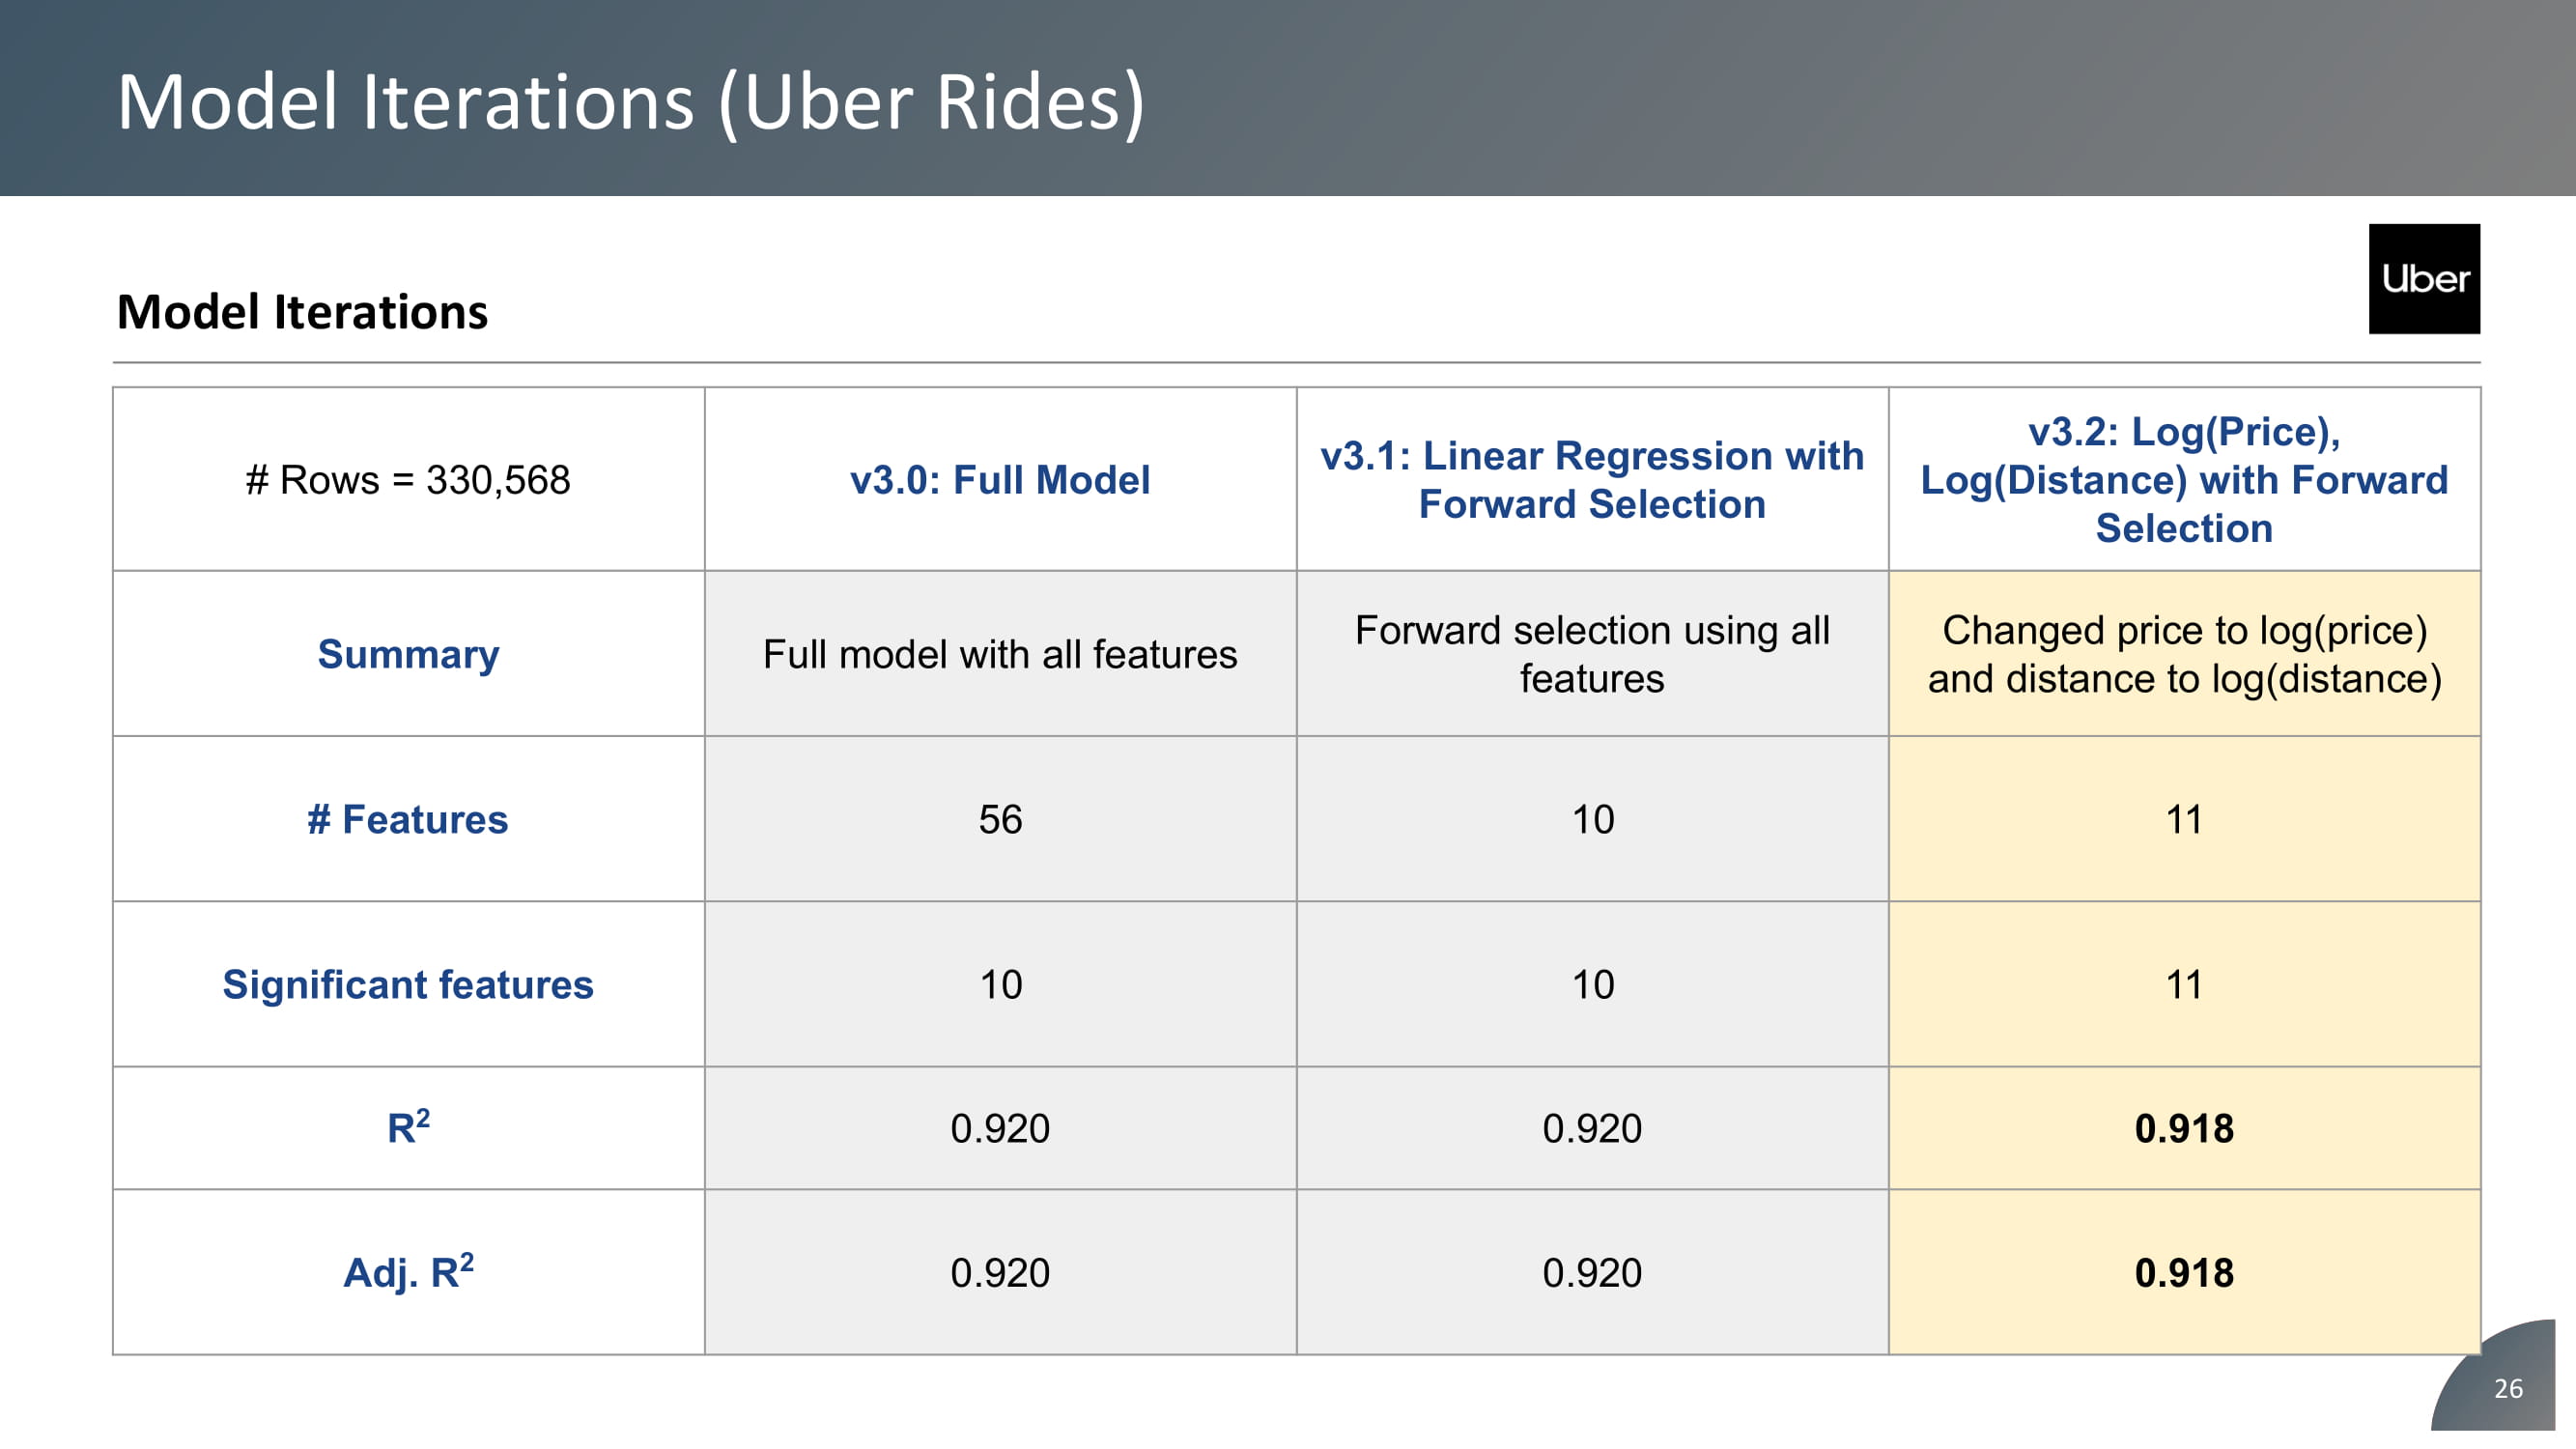 Model Iterations (Uber Rides)
Uber
Model Iterations
# Rows = 330,568
v3.0: Full Model
v3.1: Linear Regression with
Forward Selection
v3.2: Log(Price),
Log(Distance) with Forward
Selection
Summary
Full model with all features
Forward selection using all
features
Changed price to log(price)
and distance to log(distance)
# Features
56
10
11
Significant features
10
10
11
R²
0.920
0.920
0.918
Adj. R²
0.920
0.920
0.918
26